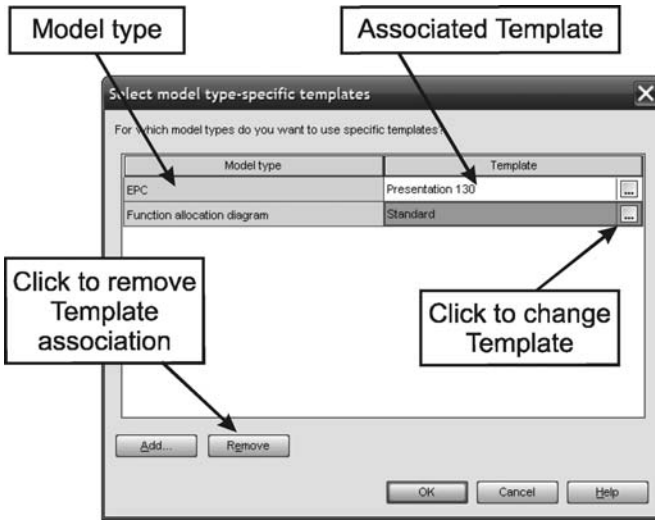 Model type
Associated Template
Select model type-specific templates
For which model types do you want to use specific templates?
Model type Template
EPC Presentation 130 ...
Function allocation diagram Standard ...
Click to remove
Template
association
Click to change
Template
Add... Remove
OK Cancel Help